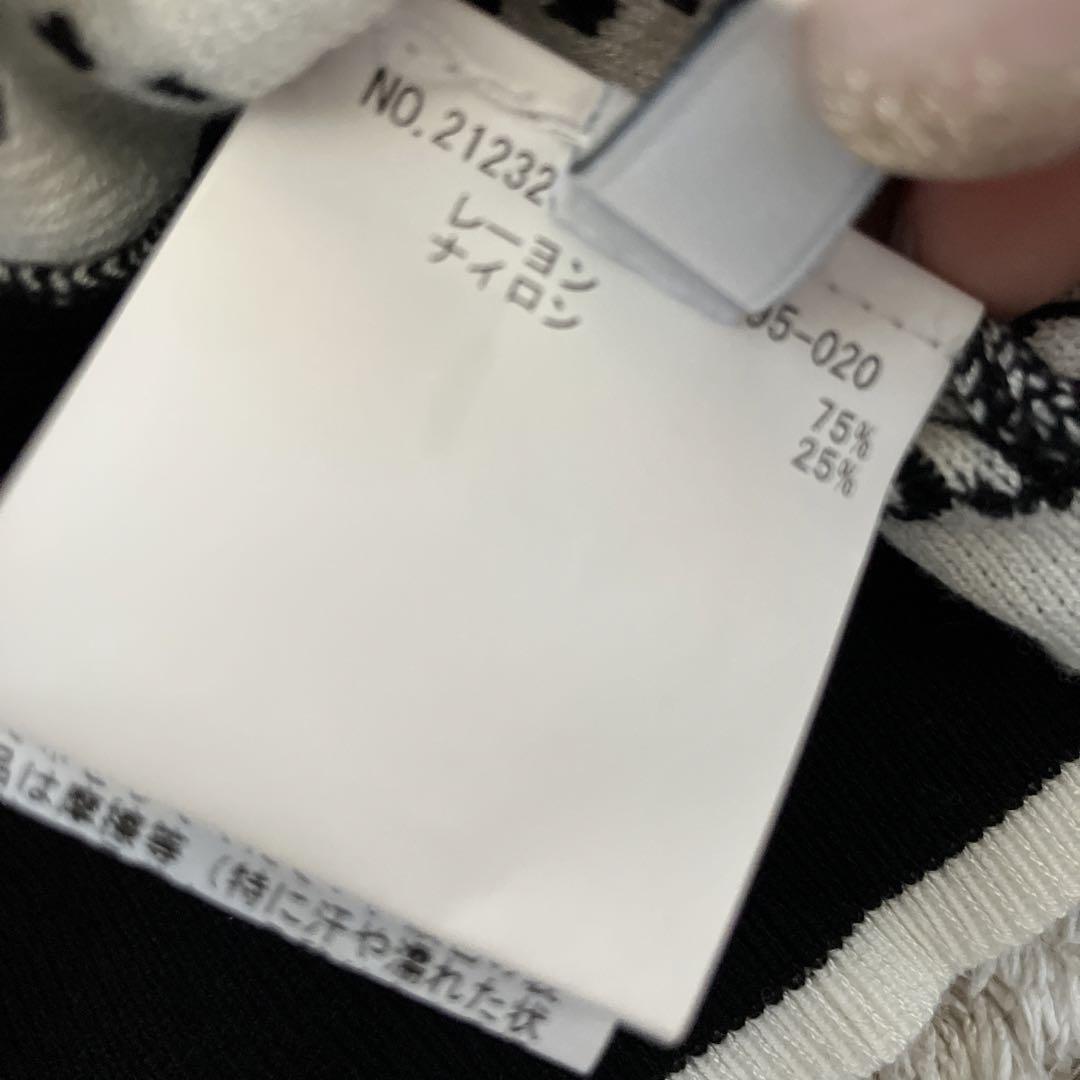 NO.21232
95-020
レーヨン 75%
ナイロン 25%
品は摩擦等（特に汗や濡れた状